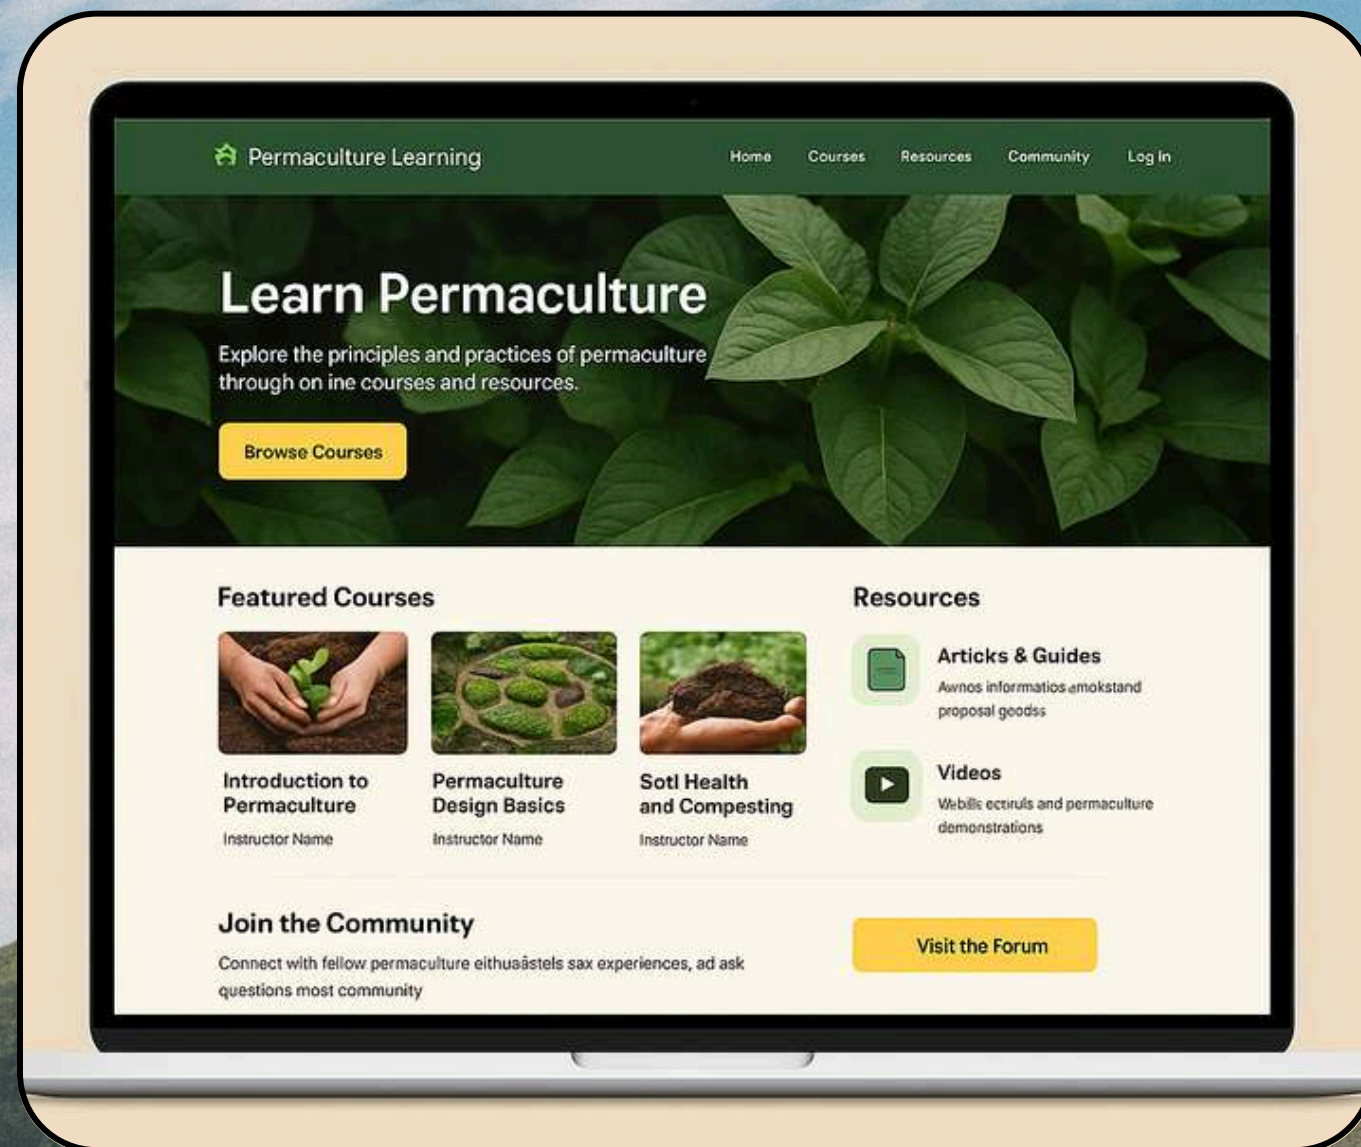 Permaculture Learning
Home Courses Resources Community Log in
Learn Permaculture
Explore the principles and practices of permaculture
through on ine courses and resources.
Browse Courses
Featured Courses
Introduction to
Permaculture
Instructor Name
Permaculture
Design Basics
Instructor Name
Sotl Health
and Compesting
Instructor Name
Resources
Articks & Guides
Awnos informatios amokstand
proposal geodss
Videos
Webills ectiruls and permaculture
demonstrations
Join the Community
Connect with fellow permaculture eithuaåstels sax experiences, ad ask
questions most community
Visit the Forum